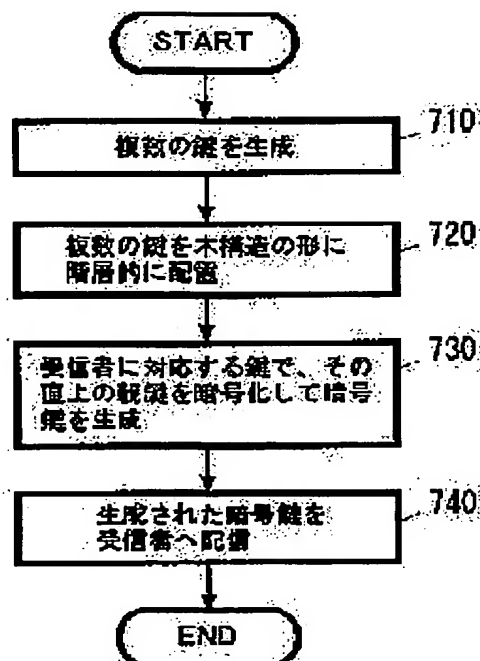 START
複数の鍵を生成
710
複数の鍵を木構造の形に
階層的に配置
720
受信者に対応する鍵で、その
直上の親鍵を暗号化して暗号
鍵を生成
730
生成された暗号鍵を
受信者へ配信
740
END